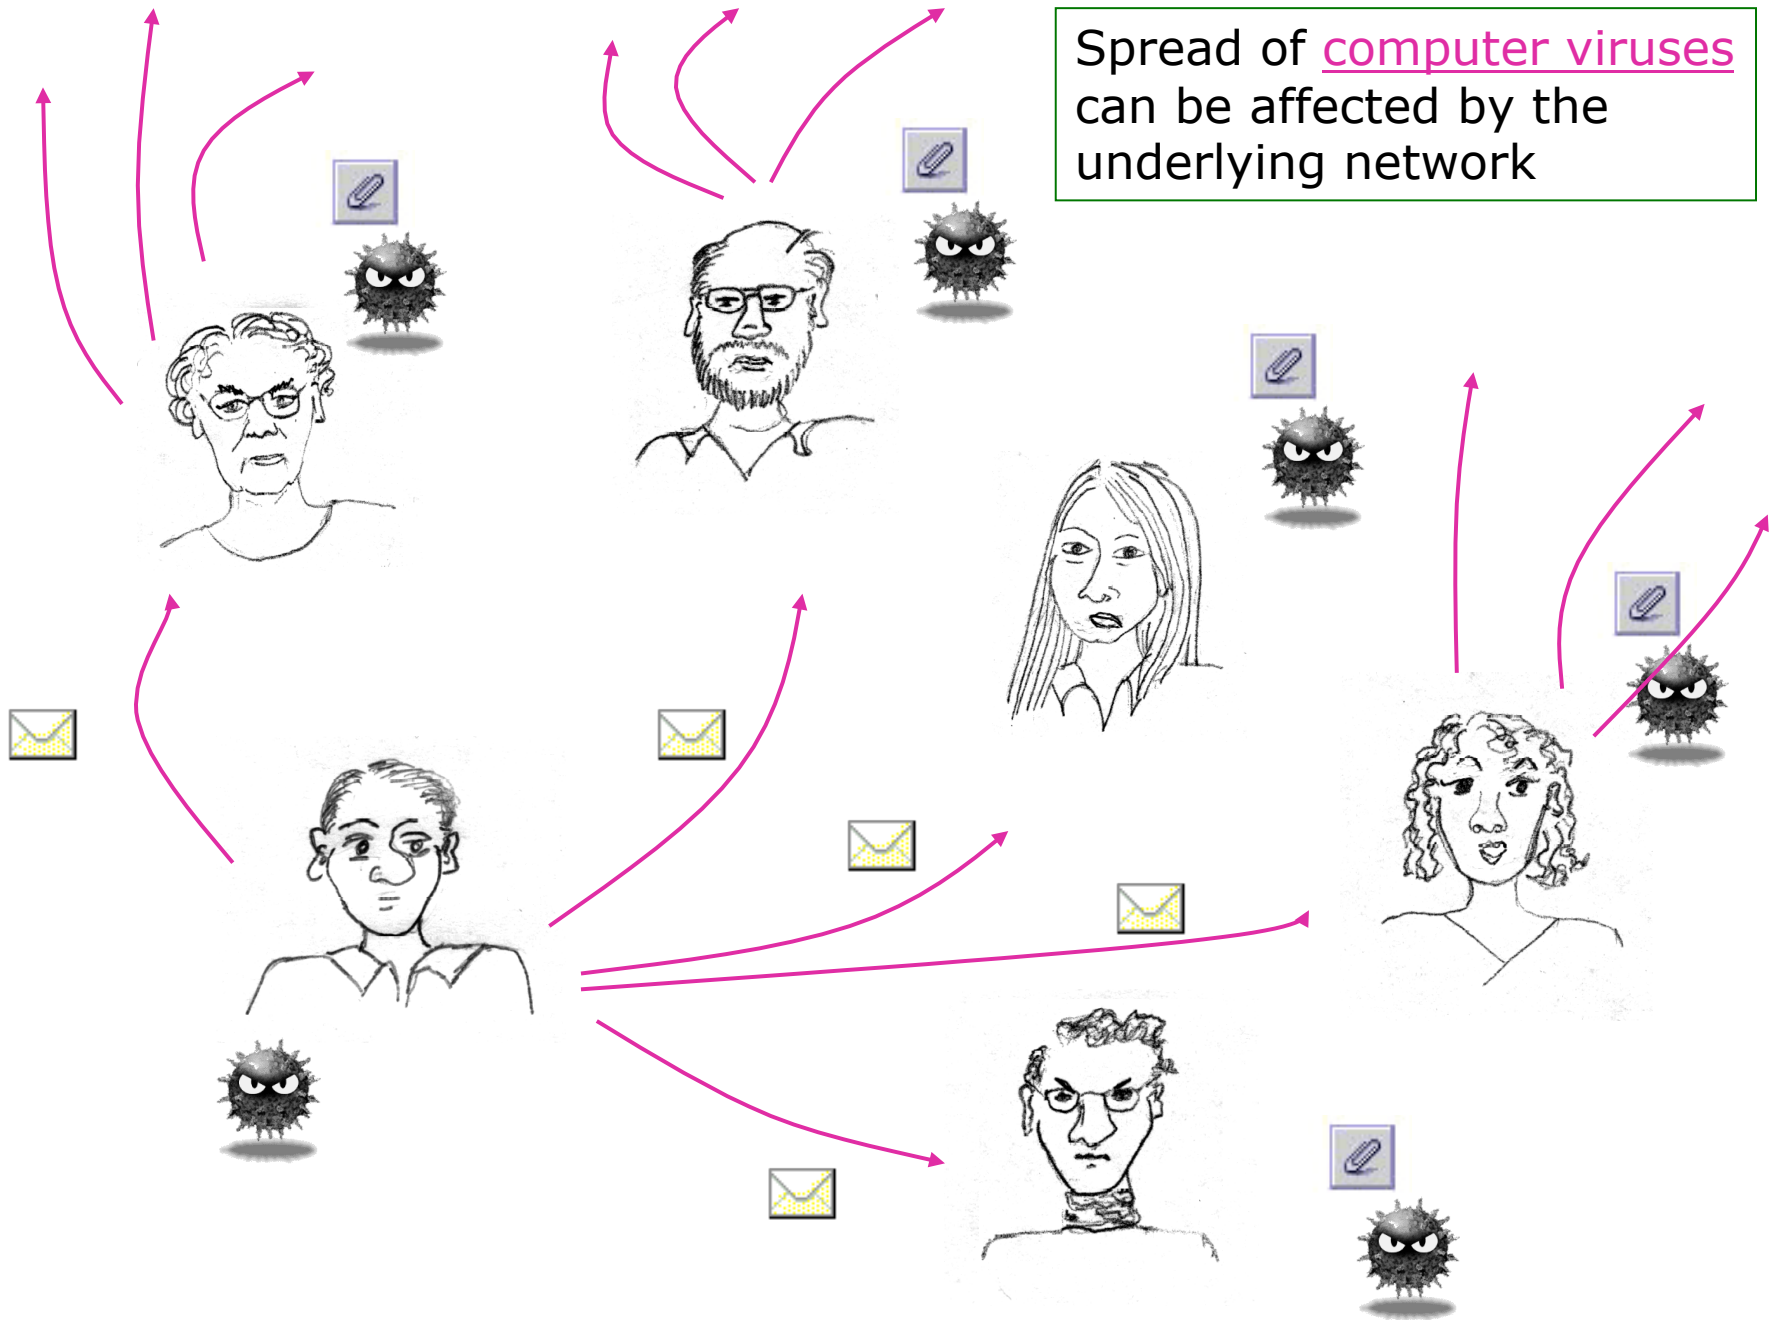 Spread of computer viruses
can be affected by the
underlying network